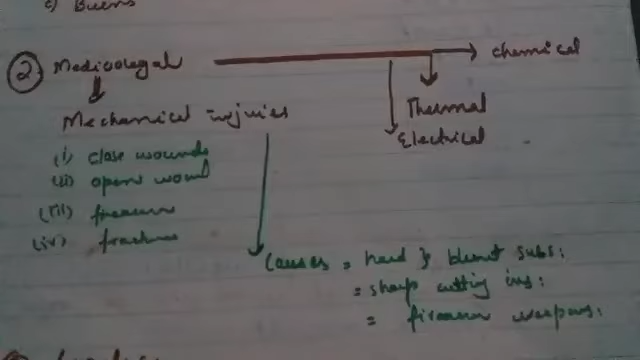 c) Burns
② Medicolegal → chemical
Thermal
Mechanical injuries
Electrical
(i) close wounds
(ii) open wound
(iii) firearm
(iv) fracture
Causes = hard & blunt subs:
= sharp cutting ins:
= firearm weapons: